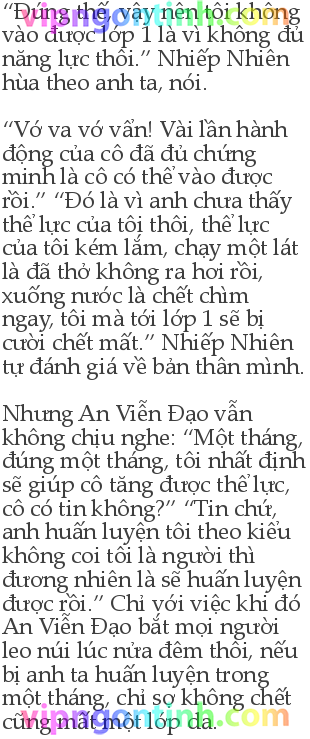 “Đúng thế, vậy nên tôi không
vào được lớp 1 là vì không đủ
năng lực thôi.” Nhiếp Nhiên
hùa theo anh ta, nói.
“Vớ va vớ vẩn! Vài lần hành
động của cô đã đủ chứng
minh là cô có thể vào được
rồi.” “Đó là vì anh chưa thấy
thể lực của tôi thôi, thể lực
của tôi kém lắm, chạy một lát
là đã thở không ra hơi rồi,
xuống nước là chết chìm
ngay, tôi mà tới lớp 1 sẽ bị
cười chết mất.” Nhiếp Nhiên
tự đánh giá về bản thân mình.
Nhưng An Viễn Đạo vẫn
không chịu nghe: “Một tháng,
đúng một tháng, tôi nhất định
sẽ giúp cô tăng được thể lực,
cô có tin không?” “Tin chứ,
anh huấn luyện tôi theo kiểu
không coi tôi là người thì
đương nhiên là sẽ huấn luyện
được rồi.” Chỉ với việc khi đó
An Viễn Đạo bắt mọi người
leo núi lúc nửa đêm thôi, nếu
bị anh ta huấn luyện trong
một tháng, chỉ sợ không chết
cũng mất một lớp da.
vipngontinh.com
vipngontinh.com